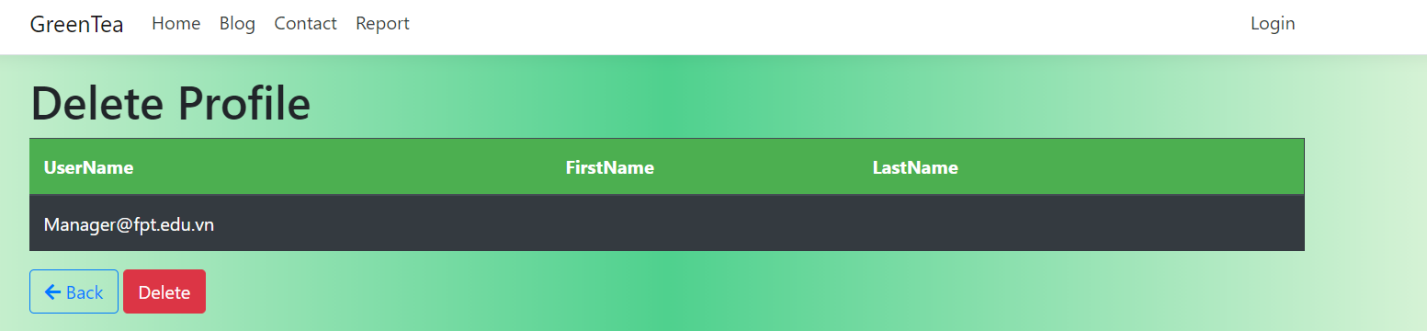 GreenTea Home Blog Contact Report Login
Delete Profile
UserName FirstName LastName
Manager@fpt.edu.vn
Back Delete